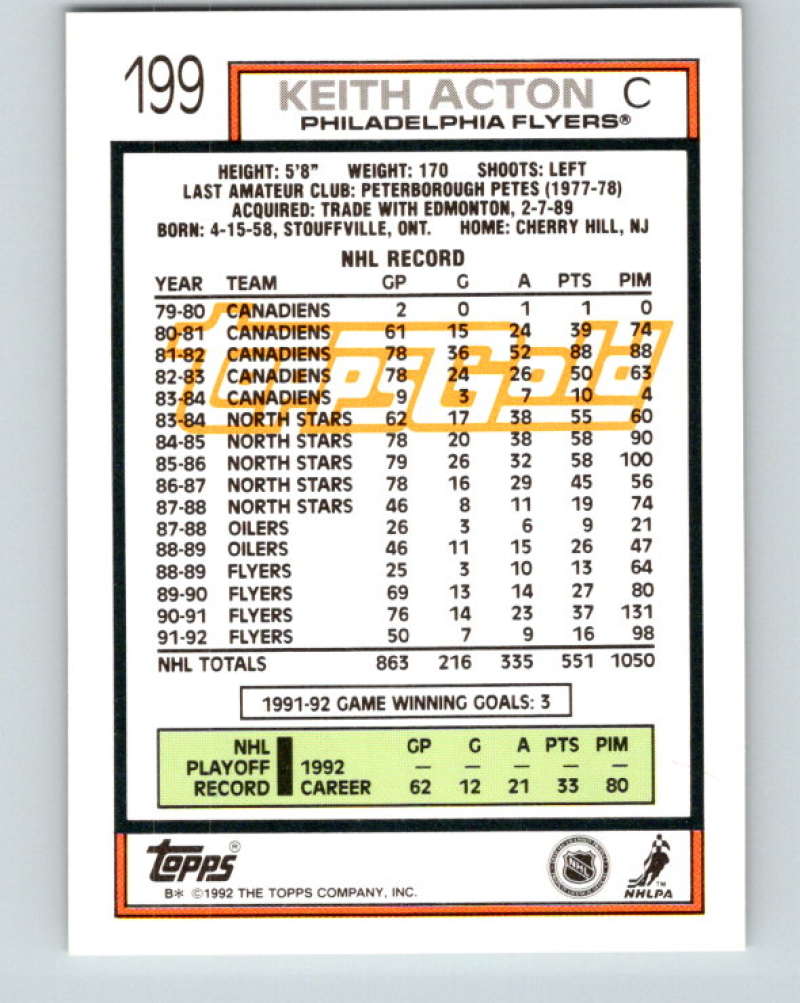 199
KEITH ACTON C
PHILADELPHIA FLYERS®
HEIGHT: 5'8" WEIGHT: 170 SHOOTS: LEFT
LAST AMATEUR CLUB: PETERBOROUGH PETES (1977-78)
ACQUIRED: TRADE WITH EDMONTON, 2-7-89
BORN: 4-15-58, STOUFFVILLE, ONT. HOME: CHERRY HILL, NJ
NHL RECORD
YEAR TEAM GP G A PTS PIM
79-80 CANADIENS 2 0 1 1 0
80-81 CANADIENS 61 15 24 39 74
81-82 CANADIENS 78 36 52 88 88
82-83 CANADIENS 78 24 26 50 63
83-84 CANADIENS 9 3 7 10 4
83-84 NORTH STARS 62 17 38 55 60
84-85 NORTH STARS 78 20 38 58 90
85-86 NORTH STARS 79 26 32 58 100
86-87 NORTH STARS 78 16 29 45 56
87-88 NORTH STARS 46 8 11 19 74
87-88 OILERS 26 3 6 9 21
88-89 OILERS 46 11 15 26 47
88-89 FLYERS 25 3 10 13 64
89-90 FLYERS 69 13 14 27 80
90-91 FLYERS 76 14 23 37 131
91-92 FLYERS 50 7 9 16 98
NHL TOTALS 863 216 335 551 1050
Topps Gold
1991-92 GAME WINNING GOALS: 3
NHL GP G A PTS PIM
PLAYOFF 1992 — — — — —
RECORD CAREER 62 12 21 33 80
TOPPS®
B* ©1992 THE TOPPS COMPANY, INC.
NHL
™
NHLPA